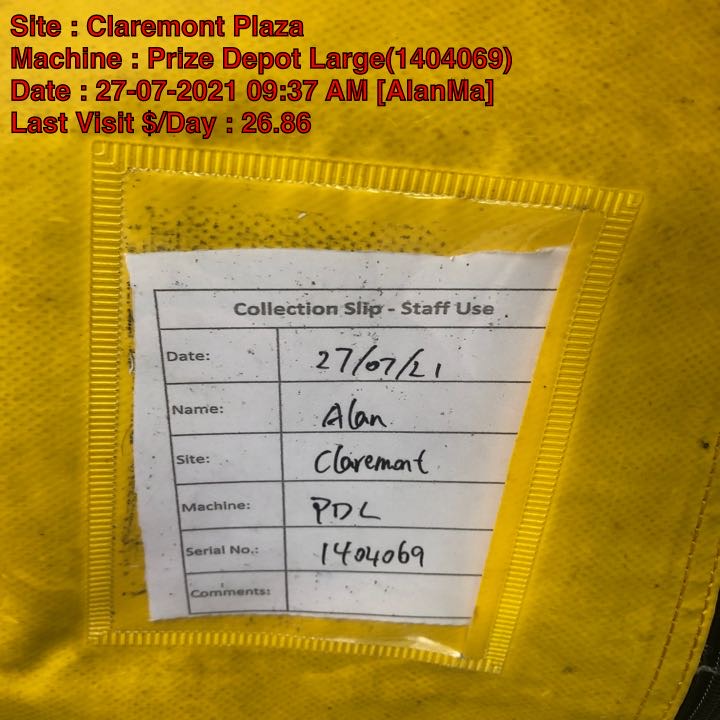 Site : Claremont Plaza
Machine : Prize Depot Large(1404069)
Date : 27-07-2021 09:37 AM [AlanMa]
Last Visit $/Day : 26.86
Collection Slip - Staff Use
Date: 27/07/21
Name: Alan
Site: Claremont
Machine: PDL
Serial No.: 1404069
Comments: